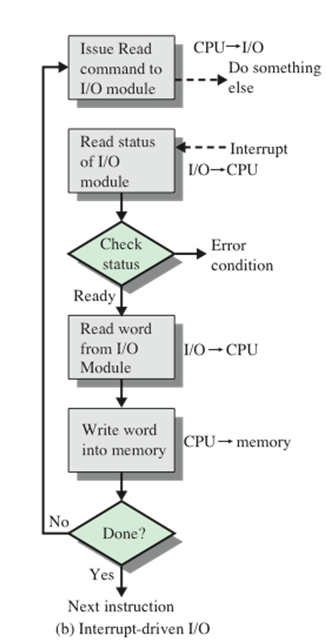 Issue Read
command to
I/O module
CPU→I/O
Do something
else
Read status
of I/O
module
Interrupt
I/O→CPU
Check
status
Error
condition
Ready
Read word
from I/O
Module
I/O→CPU
Write word
into memory
CPU→memory
No
Done?
Yes
Next instruction
(b) Interrupt-driven I/O